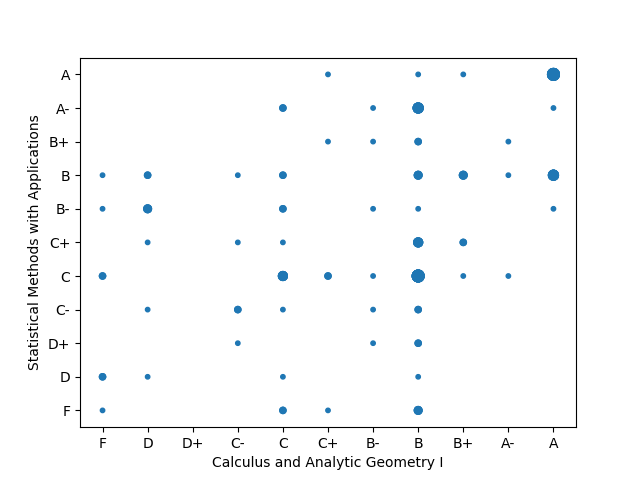 Statistical Methods with Applications
A
A-
B+
B
B-
C+
C
C-
D+
D
F
F D D+ C- C C+ B- B B+ A- A
Calculus and Analytic Geometry I